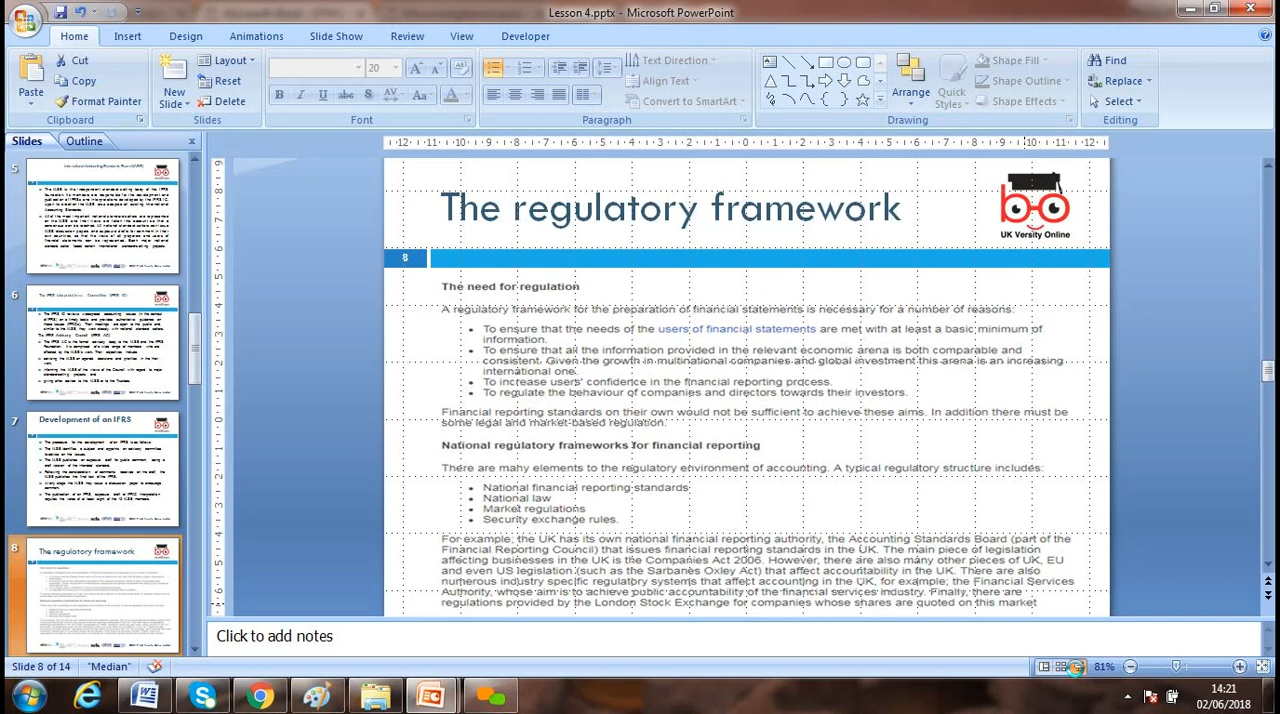 Lesson 4.pptx - Microsoft PowerPoint
Home Insert Design Animations Slide Show Review View Developer
Paste
Cut
Copy
Format Painter
Clipboard
New Slide
Layout
Reset
Delete
Slides
20
Font
Text Direction
Align Text
Convert to SmartArt
Paragraph
Arrange
Quick Styles
Shape Fill
Shape Outline
Shape Effects
Drawing
Find
Replace
Select
Editing
Slides Outline
5
6
7
Development of an IFRS
8
The regulatory framework
The regulatory framework
UK Versity Online
8
The need for regulation
A regulatory framework for the preparation of financial statements is necessary for a number of reasons:
To ensure that the needs of the users of financial statements are met with at least a basic minimum of
information.
To ensure that all the information provided in the relevant economic arena is both comparable and
consistent. Given the growth in multinational companies and global investment this arena is an increasing
international one.
To increase users' confidence in the financial reporting process.
To regulate the behaviour of companies and directors towards their investors.
Financial reporting standards on their own would not be sufficient to achieve these aims. In addition there must be
some legal and market-based regulation.
National regulatory frameworks for financial reporting
There are many elements to the regulatory environment of accounting. A typical regulatory structure includes:
National financial reporting standards
National law
Market regulations
Security exchange rules.
For example, the UK has its own national financial reporting authority, the Accounting Standards Board (part of the
Financial Reporting Council) that issues financial reporting standards in the UK. The main piece of legislation
affecting businesses in the UK is the Companies Act 2006. However, there are also many other pieces of UK, EU
and even US legislation (such as the Sarbanes Oxley Act) that affect accountability in the UK. There are also
numerous industry specific regulatory systems that affect accounting in the UK, for example, the Financial Services
Authority, who aims to achieve public accountability in the financial services industry. Finally, there are
regulations provided by the London Stock Exchange for companies whose shares are quoted on this market
Click to add notes
Slide 8 of 14 "Median" 81%
14:21
02/06/2018